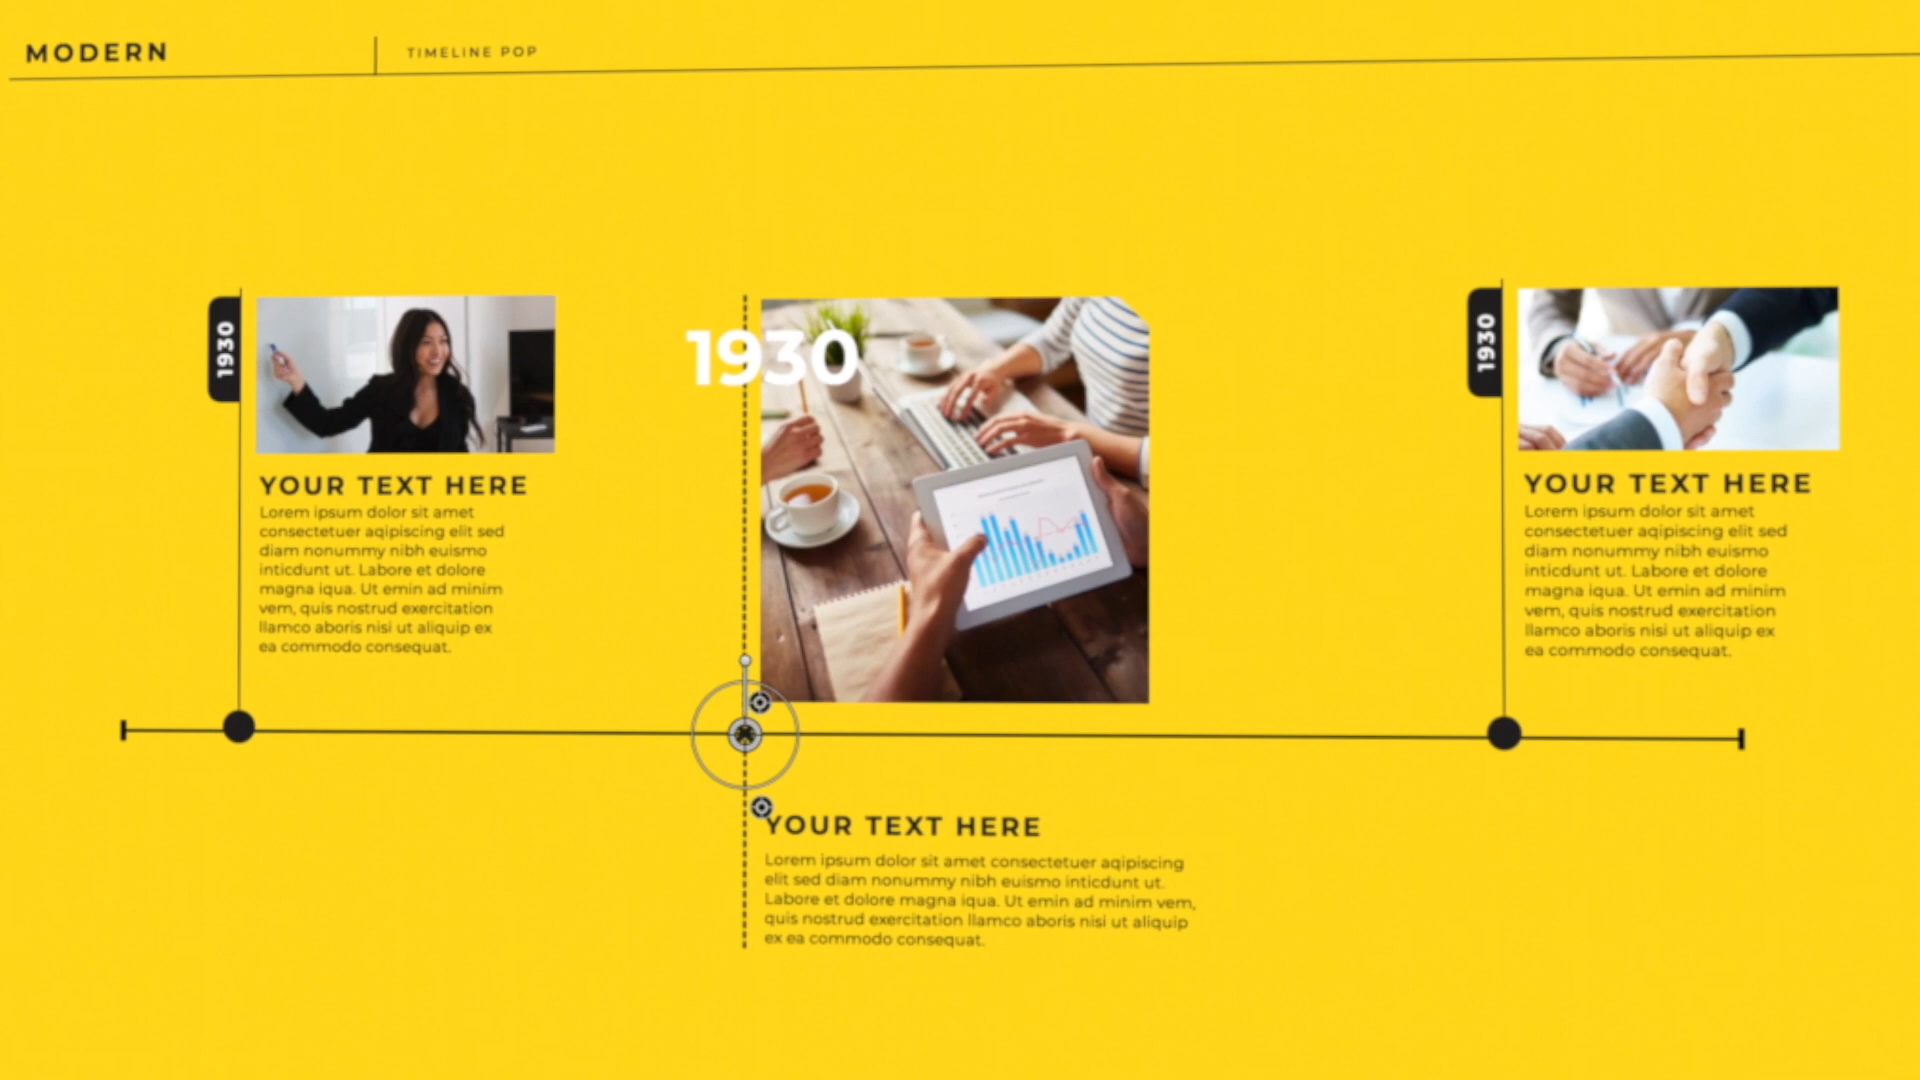 MODERN
TIMELINE POP
1930
YOUR TEXT HERE
Lorem ipsum dolor sit amet
consectetuer aqipiscing elit sed
diam nonummy nibh euismo
inticdunt ut. Labore et dolore
magna iqua. Ut emin ad minim
vem, quis nostrud exercitation
llamco aboris nisi ut aliquip ex
ea commodo consequat.
1930
YOUR TEXT HERE
Lorem ipsum dolor sit amet consectetuer aqipiscing
elit sed diam nonummy nibh euismo inticdunt ut.
Labore et dolore magna iqua. Ut emin ad minim vem,
quis nostrud exercitation llamco aboris nisi ut aliquip
ex ea commodo consequat.
1930
YOUR TEXT HERE
Lorem ipsum dolor sit amet
consectetuer aqipiscing elit sed
diam nonummy nibh euismo
inticdunt ut. Labore et dolore
magna iqua. Ut emin ad minim
vem, quis nostrud exercitation
llamco aboris nisi ut aliquip ex
ea commodo consequat.